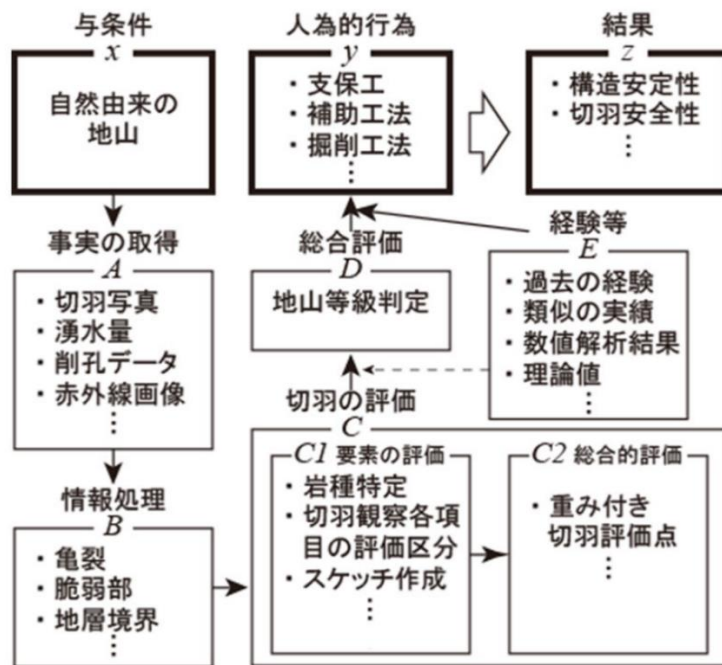 与条件
x
自然由来の
地山
人為的行為
y
・支保工
・補助工法
・掘削工法
⋮
結果
z
・構造安定性
・切羽安全性
⋮
事実の取得
A
・切羽写真
・湧水量
・削孔データ
・赤外線画像
⋮
総合評価
D
地山等級判定
経験等
E
・過去の経験
・類似の実績
・数値解析結果
・理論値
⋮
情報処理
B
・亀裂
・脆弱部
・地層境界
⋮
切羽の評価
C
C1 要素の評価
・岩種特定
・切羽観察各項
目の評価区分
・スケッチ作成
⋮
C2 総合的評価
・重み付き
切羽評価点
⋮